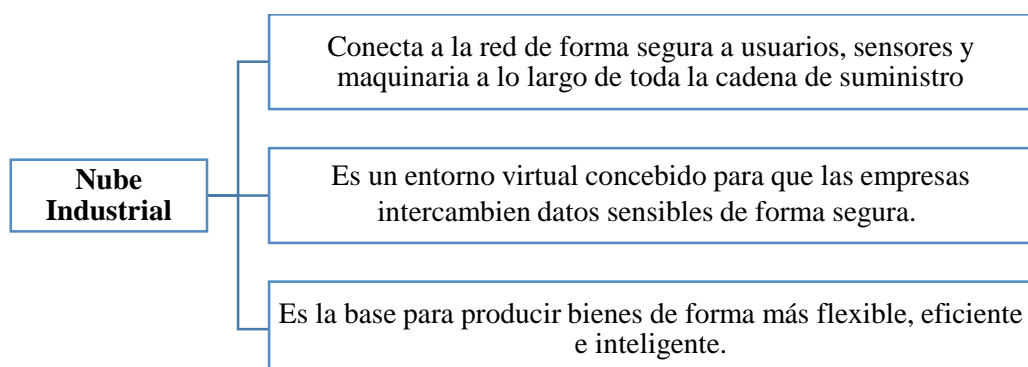 Conecta a la red de forma segura a usuarios, sensores y
maquinaria a lo largo de toda la cadena de suministro
Nube
Industrial
Es un entorno virtual concebido para que las empresas
intercambien datos sensibles de forma segura.
Es la base para producir bienes de forma más flexible, eficiente
e inteligente.